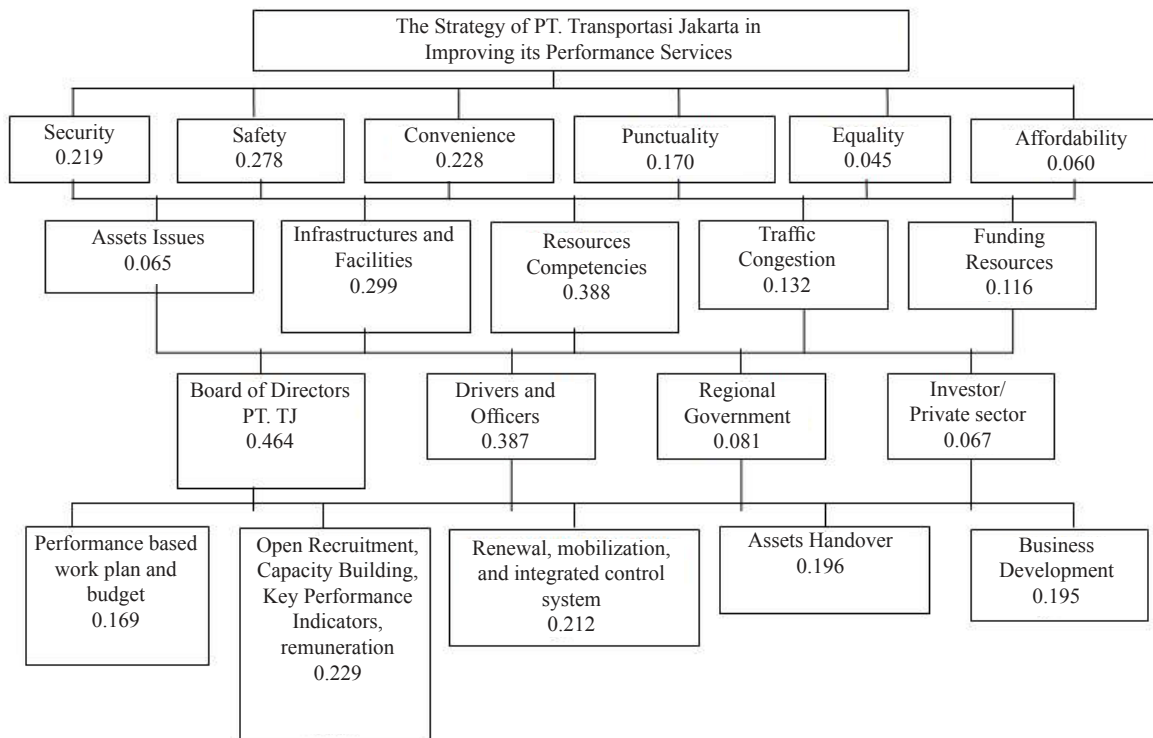 The Strategy of PT. Transportasi Jakarta in
Improving its Performance Services
Security
0.219
Safety
0.278
Convenience
0.228
Punctuality
0.170
Equality
0.045
Affordability
0.060
Assets Issues
0.065
Infrastructures and
Facilities
0.299
Resources
Competencies
0.388
Traffic
Congestion
0.132
Funding
Resources
0.116
Board of Directors
PT. TJ
0.464
Drivers and
Officers
0.387
Regional
Government
0.081
Investor/
Private sector
0.067
Performance based
work plan and
budget
0.169
Open Recruitment,
Capacity Building,
Key Performance
Indicators,
remuneration
0.229
Renewal, mobilization,
and integrated control
system
0.212
Assets Handover
0.196
Business
Development
0.195